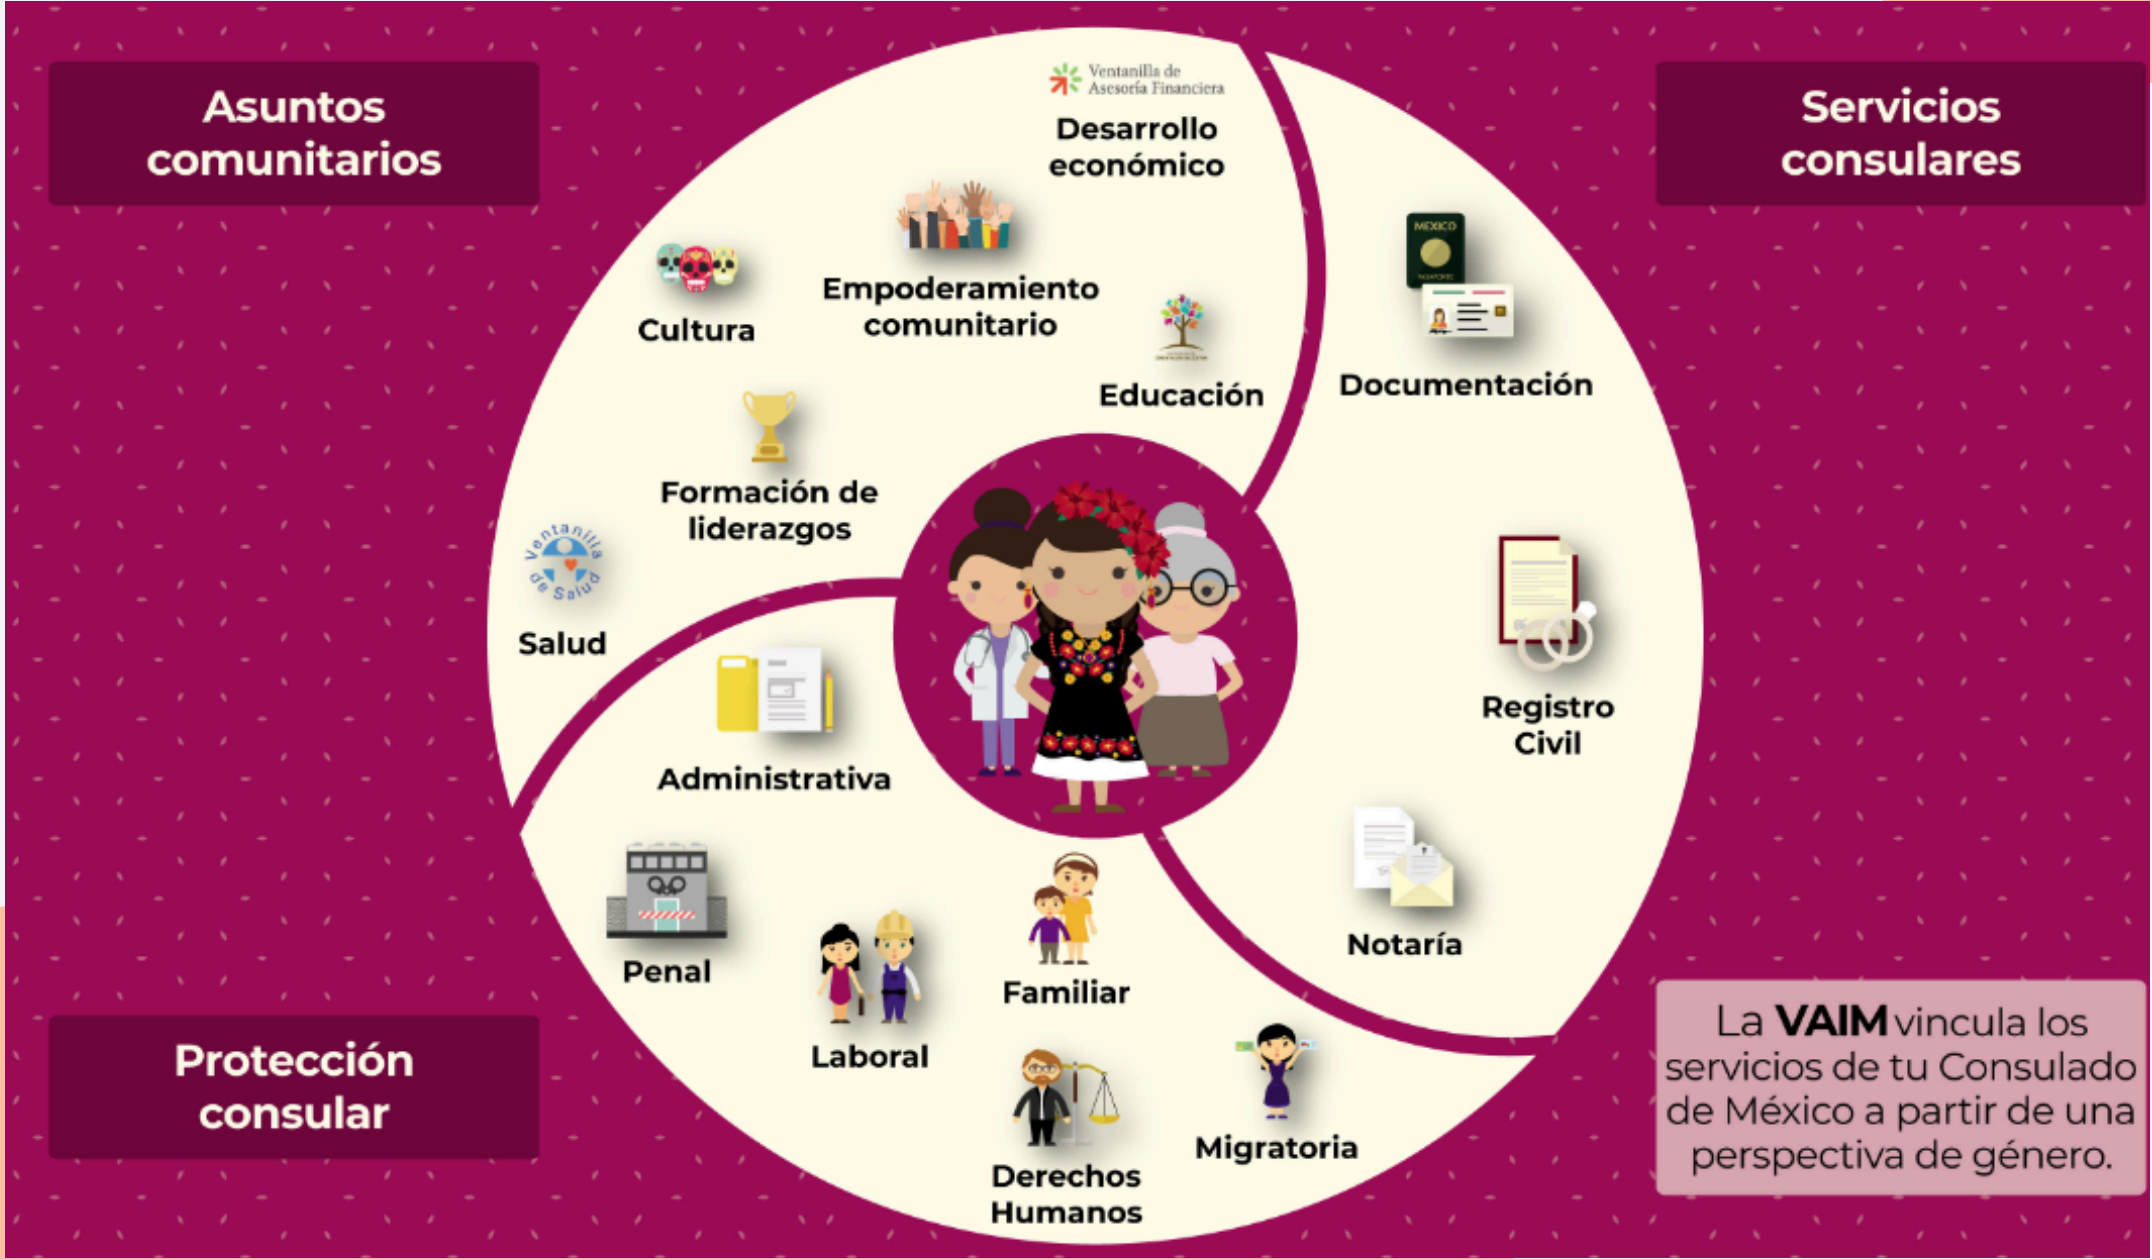 Asuntos
comunitarios
Servicios
consulares
Ventanilla de
Asesoría Financiera
Desarrollo
económico
Empoderamiento
comunitario
Cultura
Educación
Formación de
liderazgos
Ventanilla
de Salud
Salud
MEXICO
Documentación
Registro
Civil
Notaría
Administrativa
Penal
Laboral
Familiar
Derechos
Humanos
Migratoria
Protección
consular
La VAIM vincula los
servicios de tu Consulado
de México a partir de una
perspectiva de género.